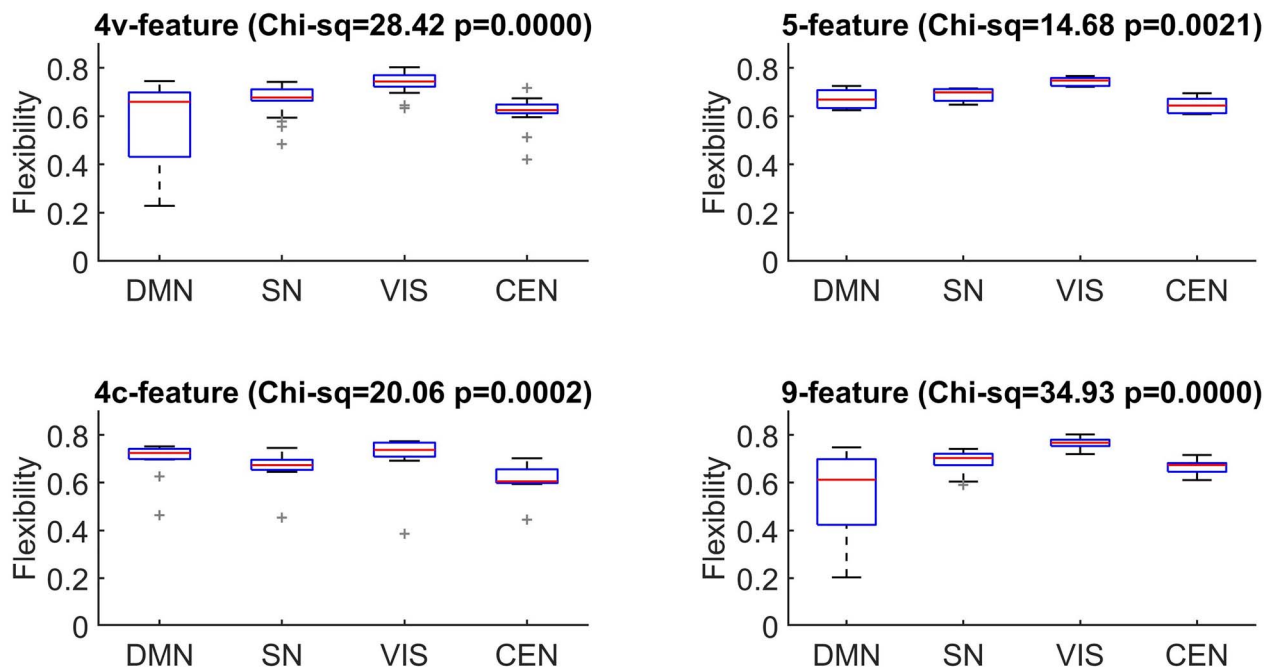 4v-feature (Chi-sq=28.42 p=0.0000)
Flexibility
0.8
0.6
0.4
0.2
0
DMN SN VIS CEN
5-feature (Chi-sq=14.68 p=0.0021)
Flexibility
0.8
0.6
0.4
0.2
0
DMN SN VIS CEN
4c-feature (Chi-sq=20.06 p=0.0002)
Flexibility
0.8
0.6
0.4
0.2
0
DMN SN VIS CEN
9-feature (Chi-sq=34.93 p=0.0000)
Flexibility
0.8
0.6
0.4
0.2
0
DMN SN VIS CEN